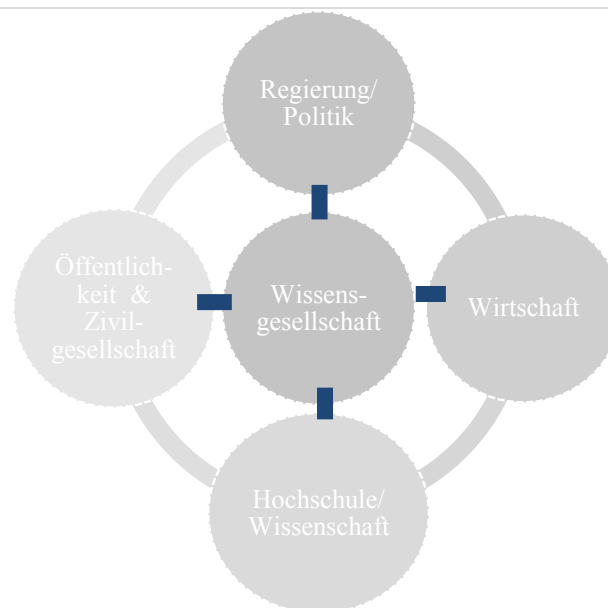 Regierung/
Politik
Öffentlich-
keit &
Zivil-
gesellschaft
Wissens-
gesellschaft
Wirtschaft
Hochschule/
Wissenschaft